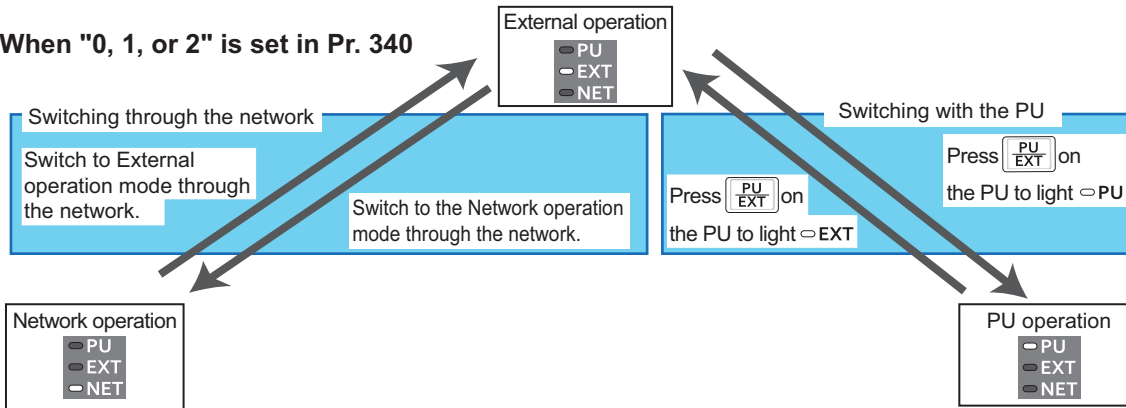 External operation
PU
EXT
NET
When "0, 1, or 2" is set in Pr. 340
Switching through the network
Switch to External
operation mode through
the network.
Switch to the Network operation
mode through the network.
Switching with the PU
Press PU/EXT on
the PU to light EXT
Press PU/EXT on
the PU to light PU
Network operation
PU
EXT
NET
PU operation
PU
EXT
NET